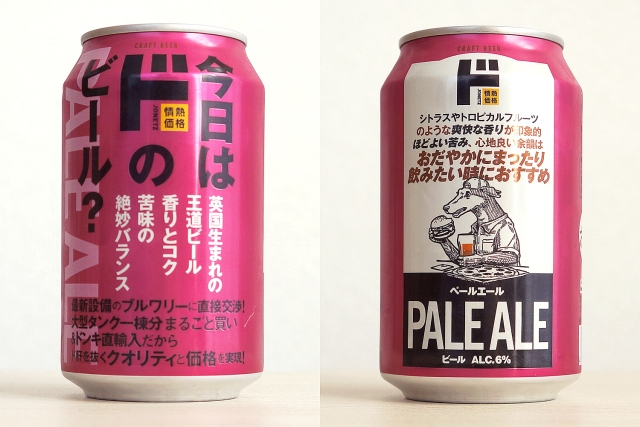 CRAFT BEER
今日は
ドの
JONETZ
情熱
価格
ビール?
PALE ALE
英国生まれの
王道ビール
香りとコク
苦味の
絶妙バランス
最新設備のブルワリーに直接交渉!
大型タンク一棟分まるごと買い
&ドンキ直輸入だから
ド肝を抜くクオリティと価格を実現!
CRAFT BEER
ド
JONETZ
情熱
価格
シトラスやトロピカルフルーツ
のような爽快な香りが印象的
ほどよい苦み、心地良い余韻は
おだやかにまったり
飲みたい時におすすめ
ペールエール
PALE ALE
ビール ALC.6%